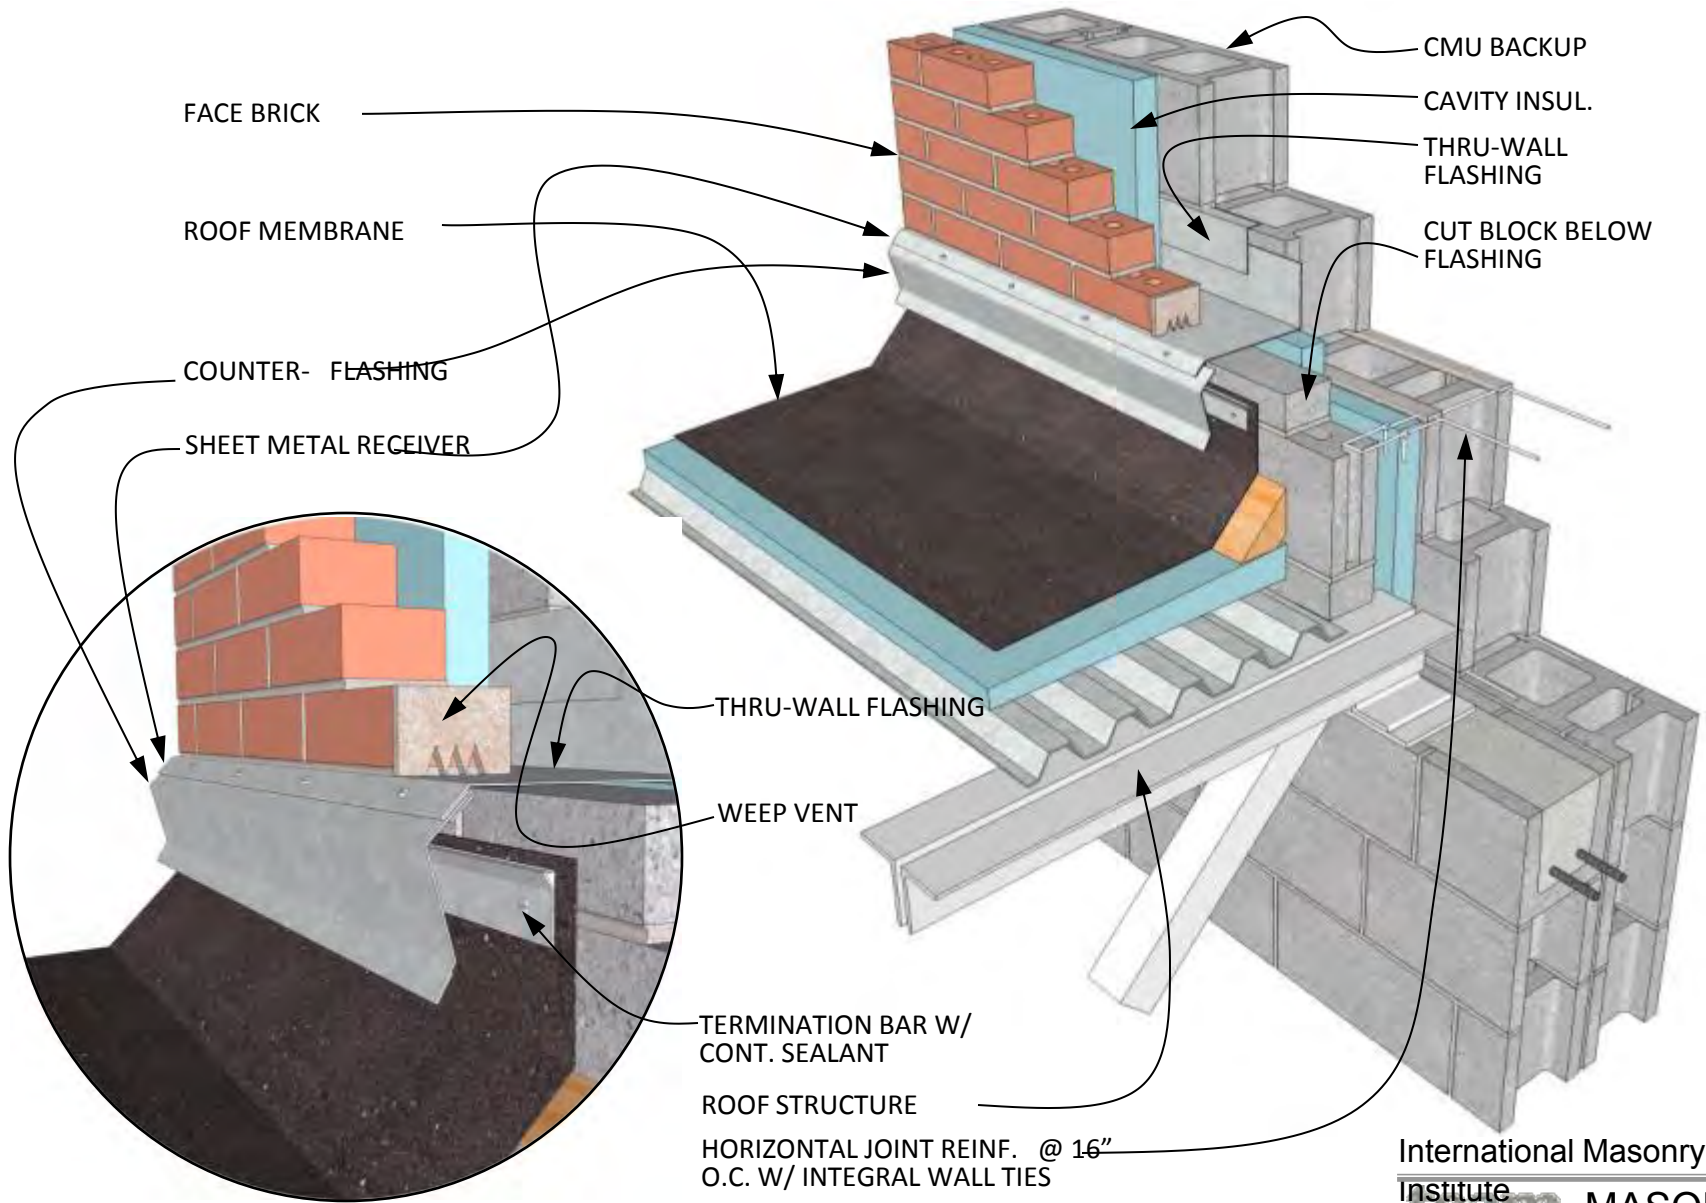 CMU BACKUP
CAVITY INSUL.
THRU-WALL
FLASHING
CUT BLOCK BELOW
FLASHING
FACE BRICK
ROOF MEMBRANE
COUNTER- FLASHING
SHEET METAL RECEIVER
THRU-WALL FLASHING
WEEP VENT
TERMINATION BAR W/
CONT. SEALANT
ROOF STRUCTURE
HORIZONTAL JOINT REINF. @ 16”
O.C. W/ INTEGRAL WALL TIES
International Masonry
Institute